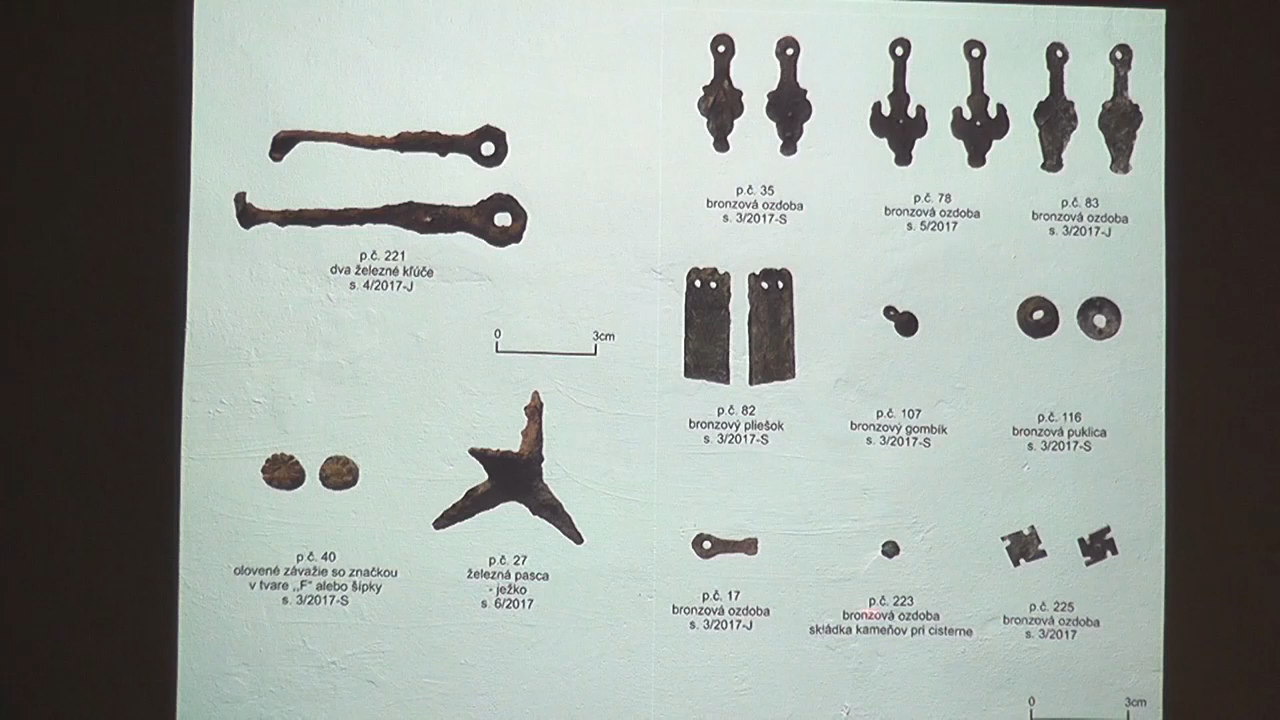 p.č. 221
dva železné kľúče
s. 4/2017-J
0 3cm
p.č. 40
olovené závažie so značkou
v tvare ,,F" alebo šípky
s. 3/2017-S
p.č. 27
železná pasca
- ježko
s. 6/2017
p.č. 35
bronzová ozdoba
s. 3/2017-S
p.č. 78
bronzová ozdoba
s. 5/2017
p.č. 83
bronzová ozdoba
s. 3/2017-J
p.č. 82
bronzový pliešok
s. 3/2017-S
p.č. 107
bronzový gombík
s. 3/2017-S
p.č. 116
bronzová puklica
s. 3/2017-S
p.č. 17
bronzová ozdoba
s. 3/2017-J
p.č. 223
bronzová ozdoba
skládka kameňov pri cisterne
p.č. 225
bronzová ozdoba
s. 3/2017
0 3cm